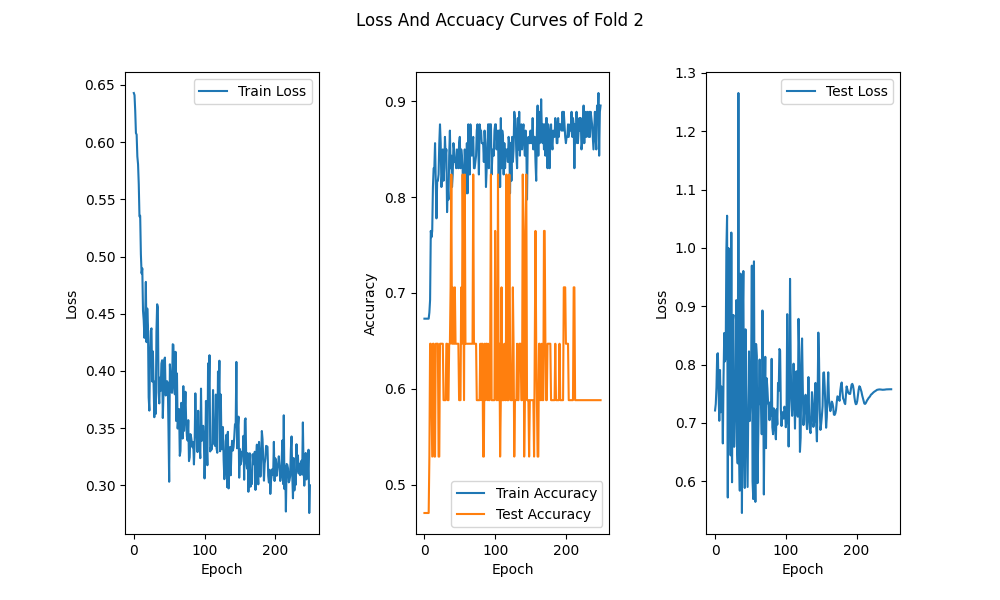 Loss And Accuacy Curves of Fold 2
Train Loss
0.65
0.60
0.55
0.50
0.45
0.40
0.35
0.30
Loss
0
100
200
Epoch
0.9
0.8
0.7
0.6
0.5
Accuracy
Train Accuracy
Test Accuracy
0
100
200
Epoch
Test Loss
1.3
1.2
1.1
1.0
0.9
0.8
0.7
0.6
Loss
0
100
200
Epoch